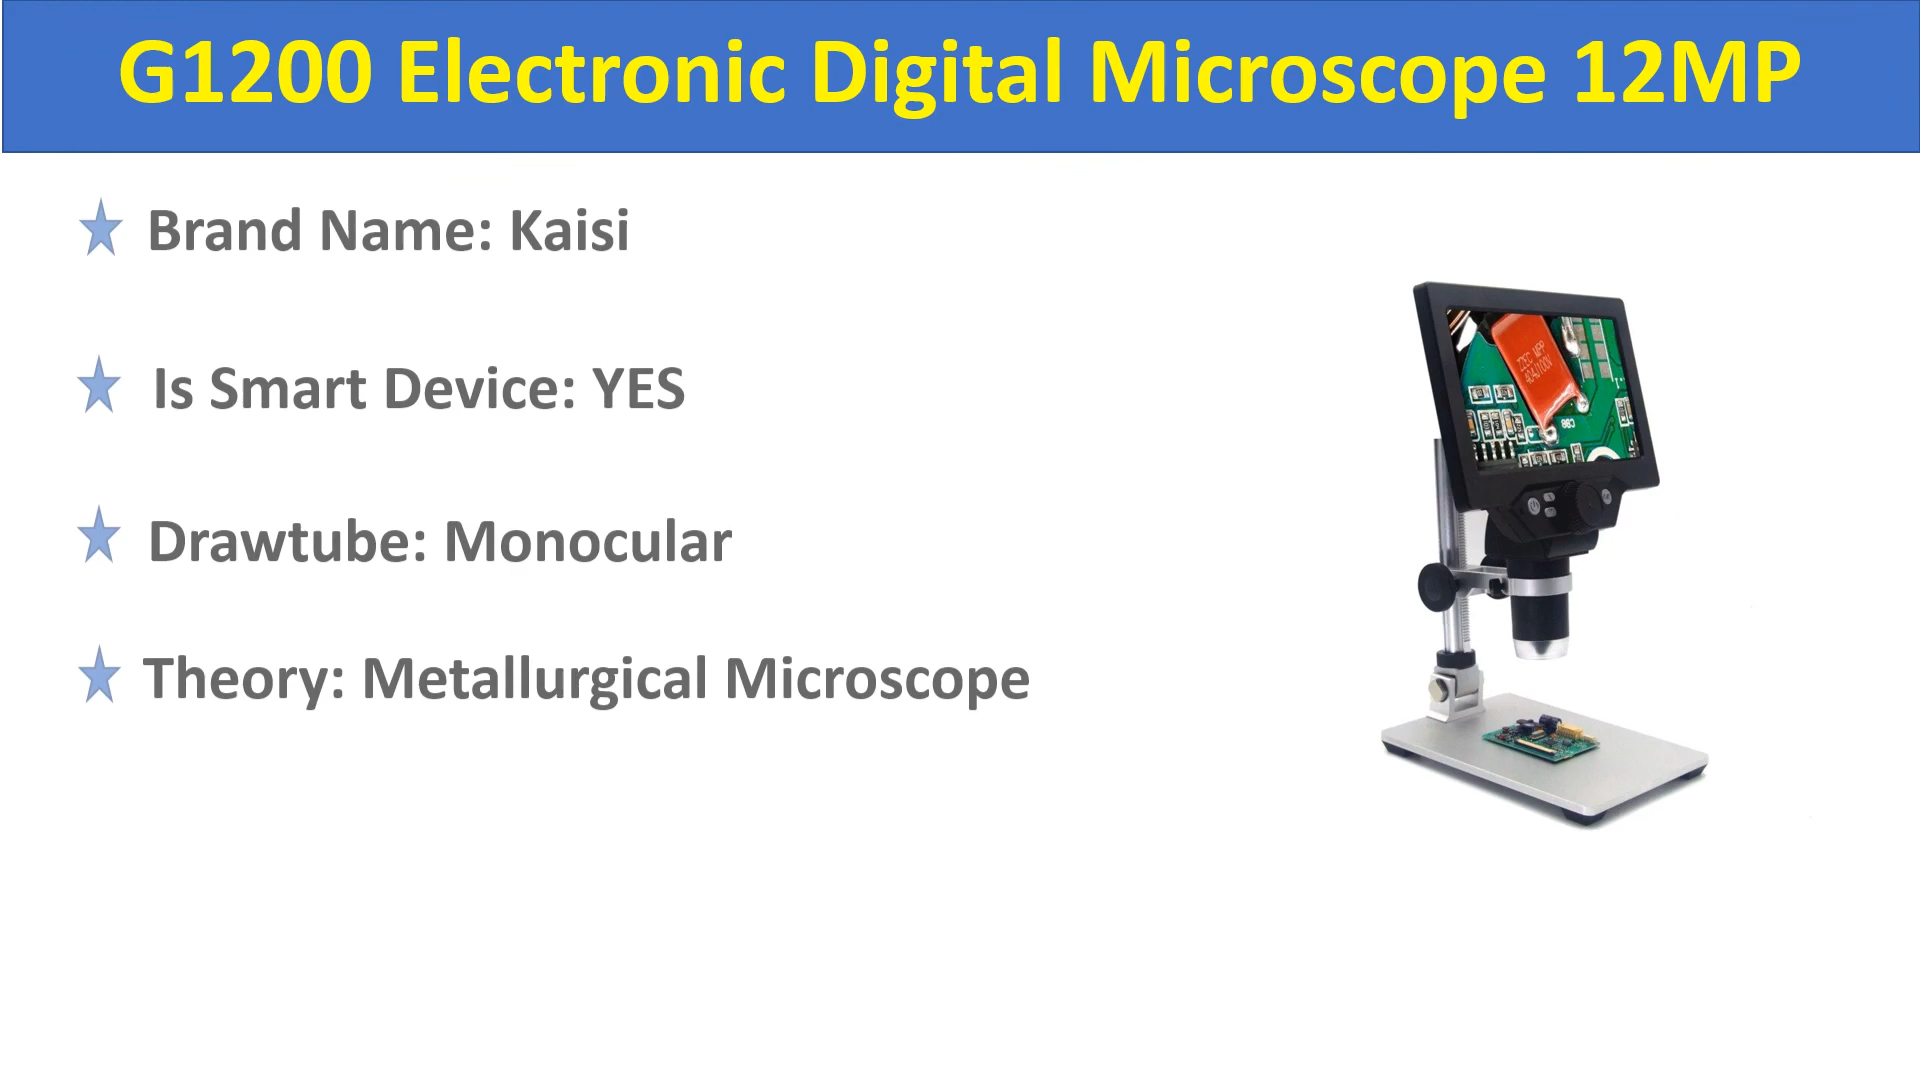 G1200 Electronic Digital Microscope 12MP
Brand Name: Kaisi
Is Smart Device: YES
Drawtube: Monocular
Theory: Metallurgical Microscope